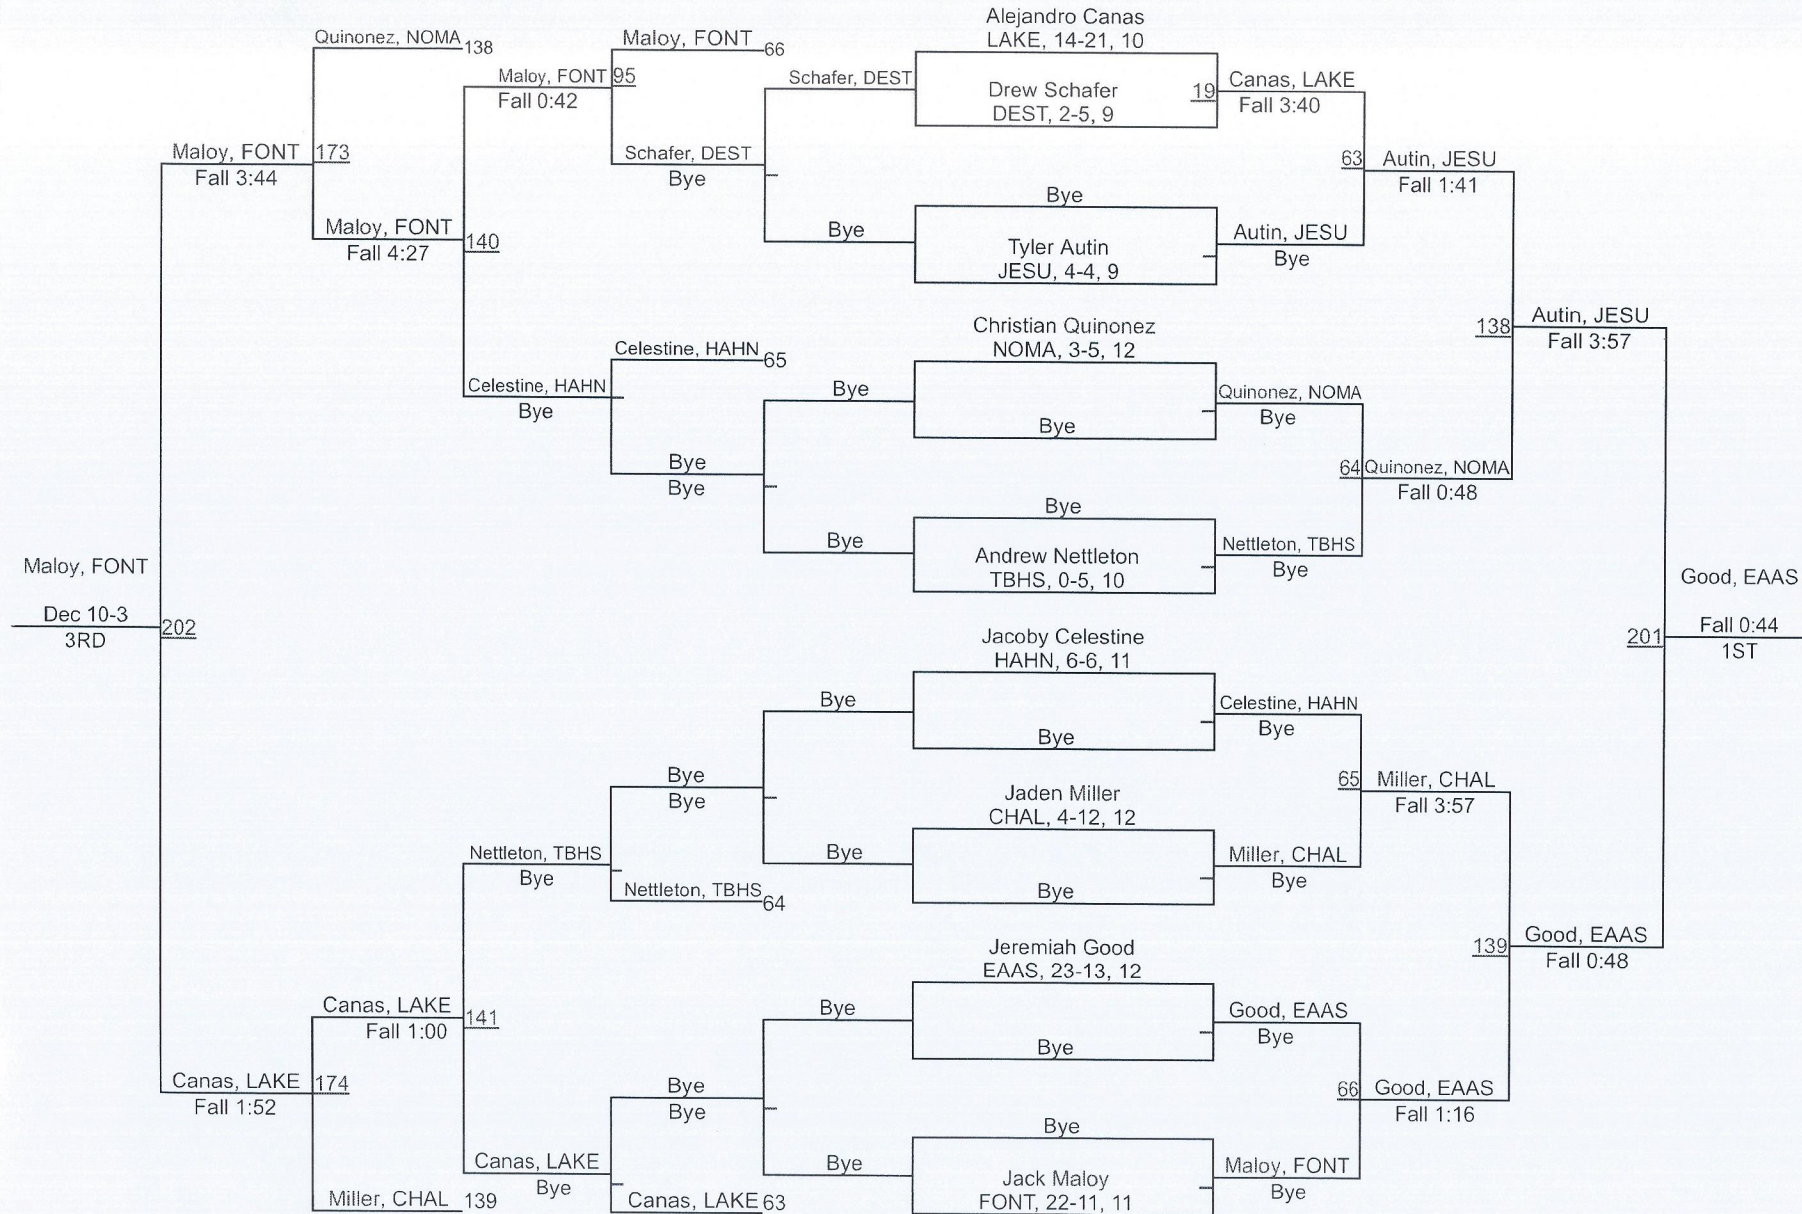 Alejandro Canas
LAKE, 14-21, 10
Drew Schafer
DEST, 2-5, 9
19
Bye
Tyler Autin
JESU, 4-4, 9
Christian Quinonez
NOMA, 3-5, 12
Bye
Bye
Andrew Nettleton
TBHS, 0-5, 10
Jacoby Celestine
HAHN, 6-6, 11
Bye
Jaden Miller
CHAL, 4-12, 12
Bye
Jeremiah Good
EAAS, 23-13, 12
Bye
Bye
Jack Maloy
FONT, 22-11, 11
Canas, LAKE
Fall 3:40
63
Autin, JESU
Bye
Quinonez, NOMA
Bye
64
Nettleton, TBHS
Bye
Celestine, HAHN
Bye
65
Miller, CHAL
Bye
Good, EAAS
Bye
66
Maloy, FONT
Bye
Autin, JESU
Fall 1:41
138
Quinonez, NOMA
Fall 0:48
Miller, CHAL
Fall 3:57
139
Good, EAAS
Fall 1:16
Autin, JESU
Fall 3:57
201
Good, EAAS
Fall 0:48
Good, EAAS
Fall 0:44
1ST
Schafer, DEST
Bye
Bye
Bye
Bye
Bye
Bye
Bye
Maloy, FONT
66
Schafer, DEST
Bye
Celestine, HAHN
65
Bye
Bye
Bye
Bye
Nettleton, TBHS
64
Bye
Bye
Canas, LAKE
63
Maloy, FONT
95
Fall 0:42
Celestine, HAHN
Bye
Nettleton, TBHS
Bye
Canas, LAKE
Bye
Quinonez, NOMA
138
Maloy, FONT
140
Fall 4:27
Canas, LAKE
141
Fall 1:00
Miller, CHAL
139
Maloy, FONT
173
Fall 3:44
Canas, LAKE
174
Fall 1:52
Maloy, FONT
Dec 10-3
202
3RD